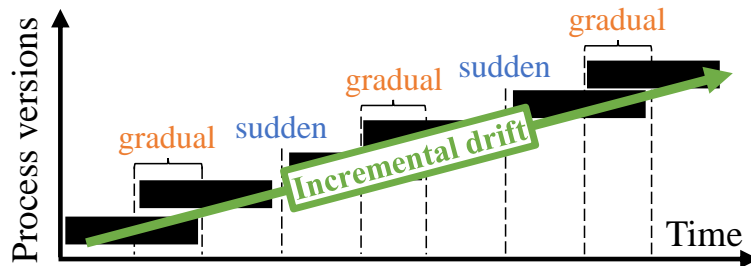 gradual
sudden
gradual
sudden
gradual
Incremental drift
Process versions
Time